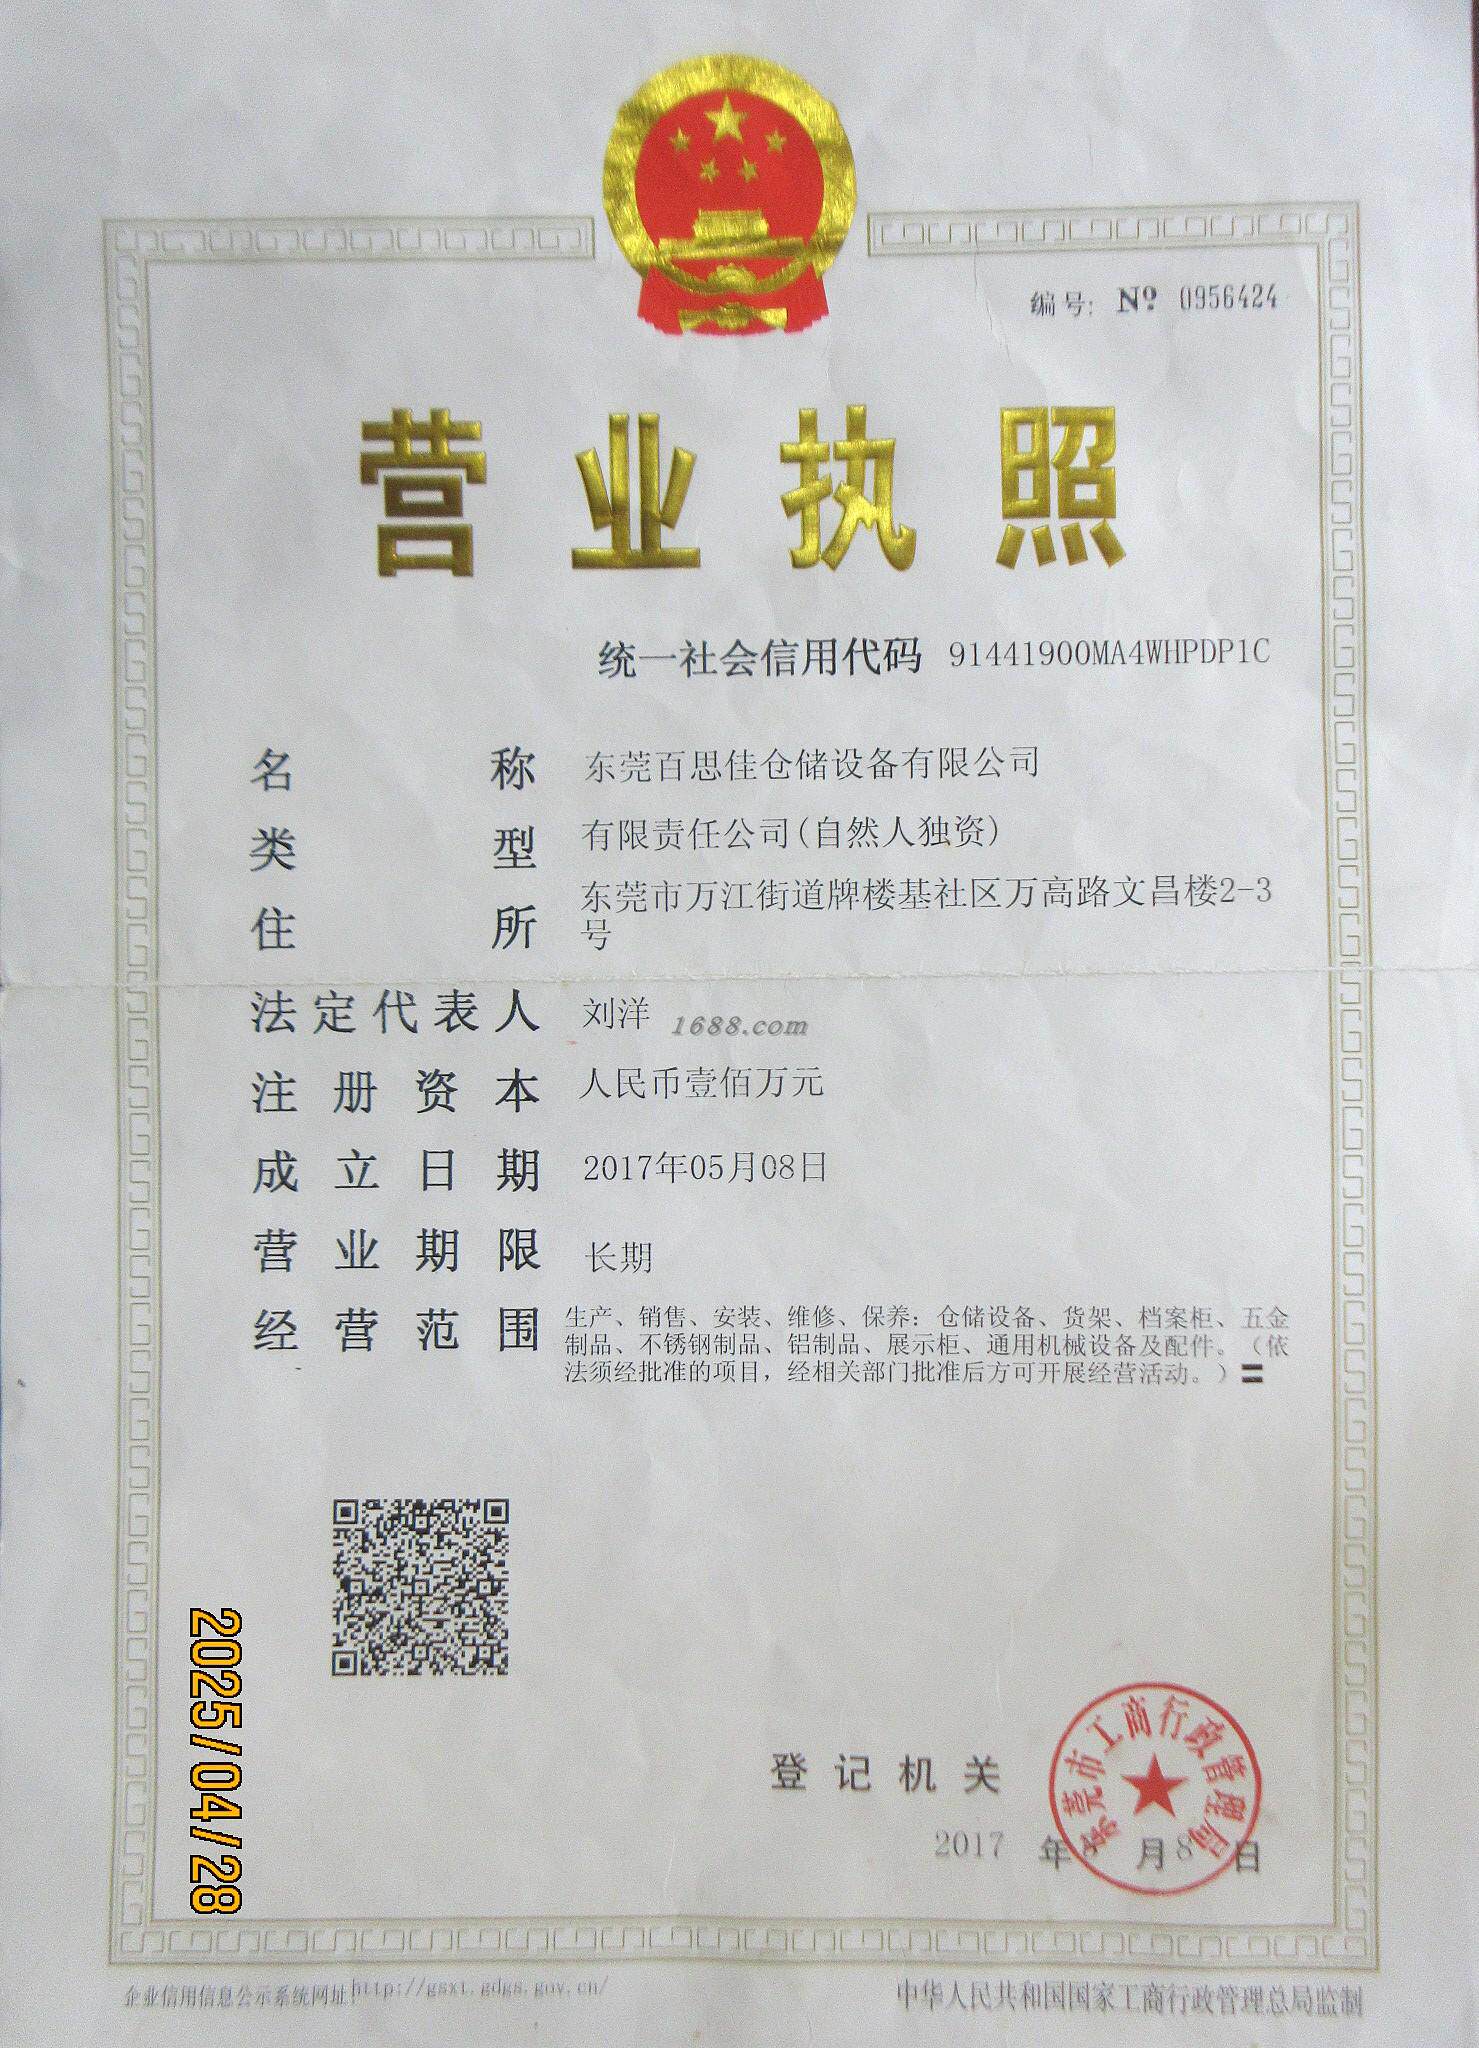 编号: Nº 0956424
营业执照
统一社会信用代码 91441900MA4WHPDP1C
名称 东莞百思佳仓储设备有限公司
类型 有限责任公司(自然人独资)
住所 东莞市万江街道牌楼基社区万高路文昌楼2-3
号
法定代表人 刘洋
1688.com
注册资本 人民币壹佰万元
成立日期 2017年05月08日
营业期限 长期
经营范围 生产、销售、安装、维修、保养：仓储设备、货架、档案柜、五金
制品、不锈钢制品、铝制品、展示柜、通用机械设备及配件。（依
法须经批准的项目，经相关部门批准后方可开展经营活动。）〓
2025/04/28
登记机关
东莞市工商行政管理局
2017 年 月 8 日
企业信用信息公示系统网址:http://gsxt.gdgs.gov.cn/
中华人民共和国国家工商行政管理总局监制